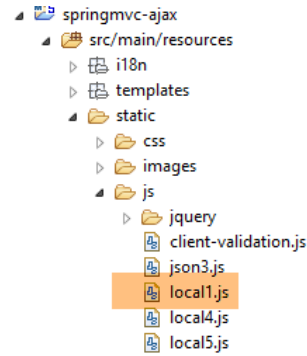 springmvc-ajax
src/main/resources
i18n
templates
static
css
images
js
jquery
client-validation.js
json3.js
local1.js
local4.js
local5.js